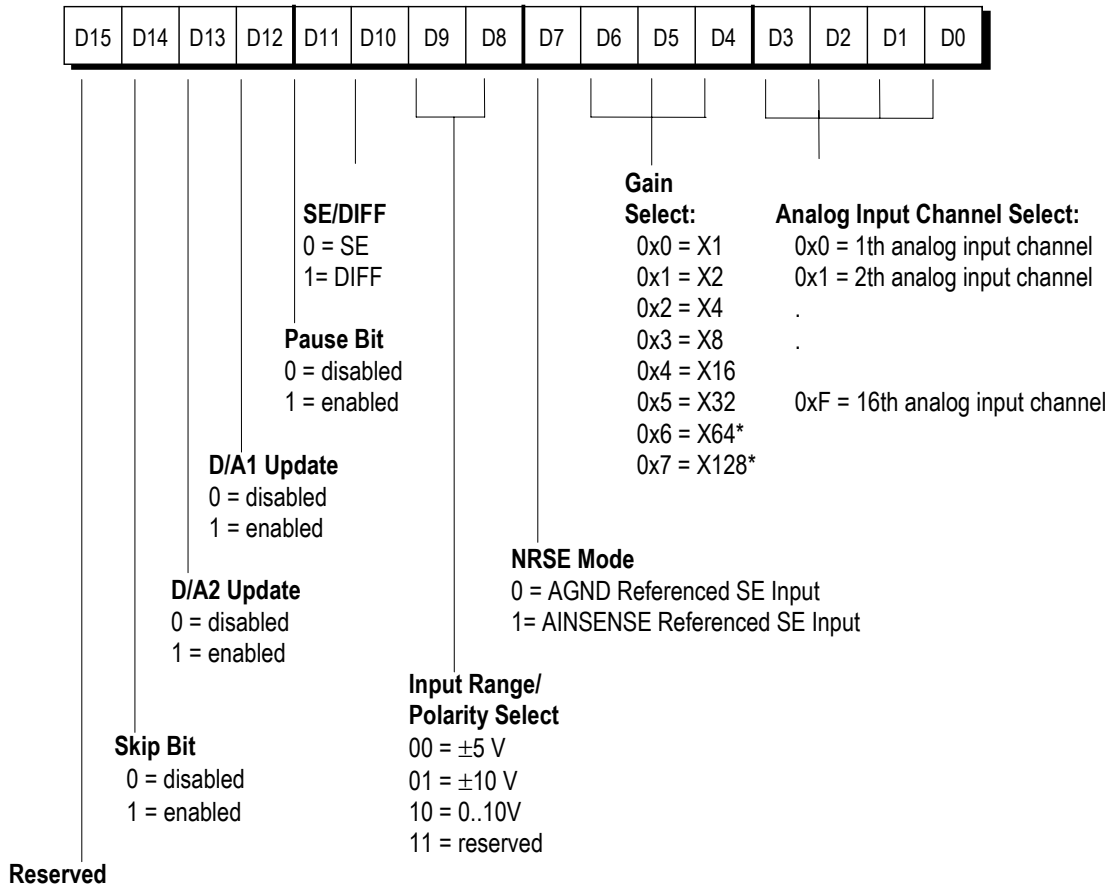 D15 D14 D13 D12 D11 D10 D9 D8 D7 D6 D5 D4 D3 D2 D1 D0
SE/DIFF
0 = SE
1= DIFF
Pause Bit
0 = disabled
1 = enabled
D/A1 Update
0 = disabled
1 = enabled
D/A2 Update
0 = disabled
1 = enabled
Skip Bit
0 = disabled
1 = enabled
Reserved
Input Range/
Polarity Select
00 = ±5 V
01 = ±10 V
10 = 0..10V
11 = reserved
NRSE Mode
0 = AGND Referenced SE Input
1= AINSENSE Referenced SE Input
Gain
Select:
0x0 = X1
0x1 = X2
0x2 = X4
0x3 = X8
0x4 = X16
0x5 = X32
0x6 = X64*
0x7 = X128*
Analog Input Channel Select:
0x0 = 1th analog input channel
0x1 = 2th analog input channel
.
.
0xF = 16th analog input channel